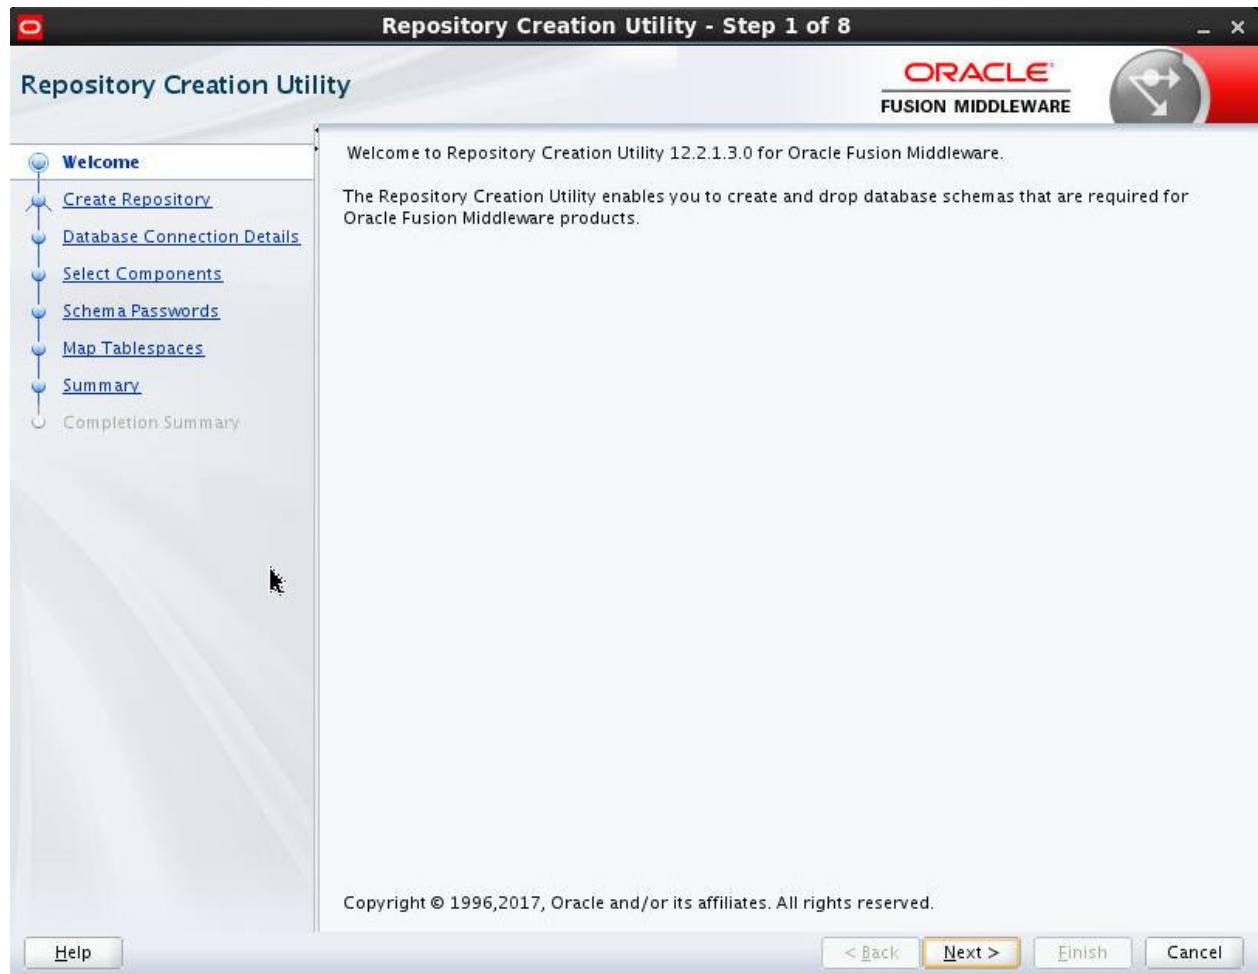 Repository Creation Utility - Step 1 of 8
Repository Creation Utility
ORACLE
FUSION MIDDLEWARE
Welcome
Create Repository
Database Connection Details
Select Components
Schema Passwords
Map Tablespaces
Summary
Completion Summary
Welcome to Repository Creation Utility 12.2.1.3.0 for Oracle Fusion Middleware.
The Repository Creation Utility enables you to create and drop database schemas that are required for
Oracle Fusion Middleware products.
Copyright © 1996,2017, Oracle and/or its affiliates. All rights reserved.
Help
< Back
Next >
Finish
Cancel